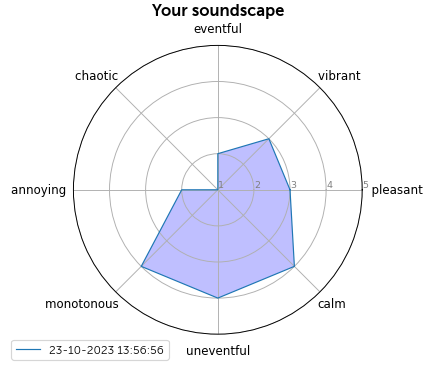 Your soundscape
eventful
chaotic
vibrant
annoying
1 2 3 4 5
pleasant
monotonous
calm
uneventful
23-10-2023 13:56:56